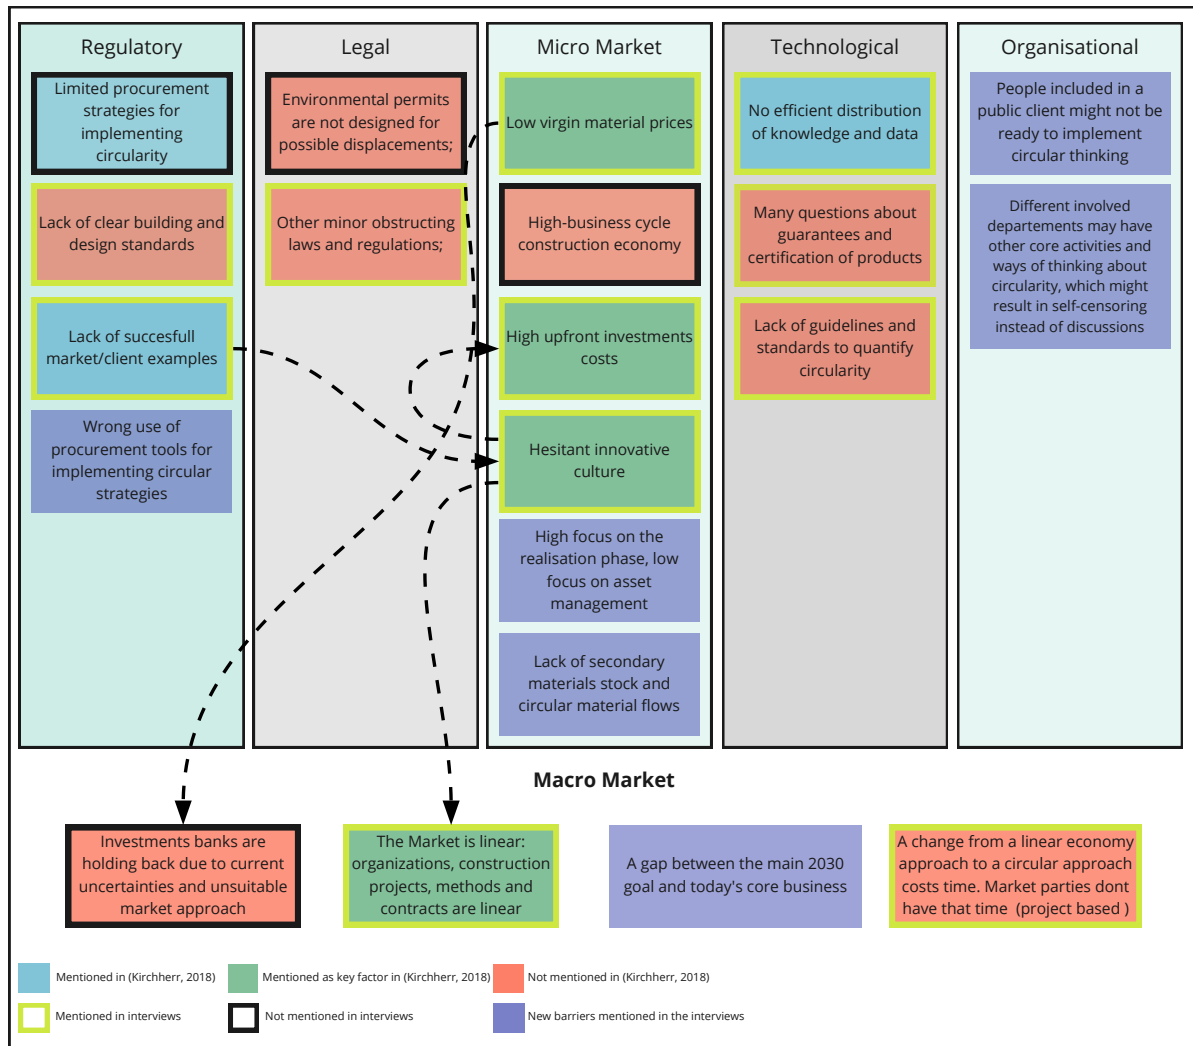 Regulatory
Limited procurement
strategies for
implementing
circularity
Lack of clear building and
design standards
Lack of succesfull
market/client examples
Wrong use of
procurement tools for
implementing circular
strategies
Legal
Environmental permits
are not designed for
possible displacements;
Other minor obstructing
laws and regulations;
Micro Market
Low virgin material prices
High-business cycle
construction economy
High upfront investments
costs
Hesitant innovative
culture
High focus on the
realisation phase, low
focus on asset
management
Lack of secondary
materials stock and
circular material flows
Technological
No efficient distribution
of knowledge and data
Many questions about
guarantees and
certification of products
Lack of guidelines and
standards to quantify
circularity
Organisational
People included in a
public client might not be
ready to implement
circular thinking
Different involved
departements may have
other core activities and
ways of thinking about
circularity, which might
result in self-censoring
instead of discussions
Macro Market
Investments banks are
holding back due to current
uncertainties and unsuitable
market approach
The Market is linear:
organizations, construction
projects, methods and
contracts are linear
A gap between the main 2030
goal and today's core business
A change from a linear economy
approach to a circular approach
costs time. Market parties dont
have that time (project based )
Mentioned in (Kirchherr, 2018)
Mentioned as key factor in (Kirchherr, 2018)
Not mentioned in (Kirchherr, 2018)
Mentioned in interviews
Not mentioned in interviews
New barriers mentioned in the interviews